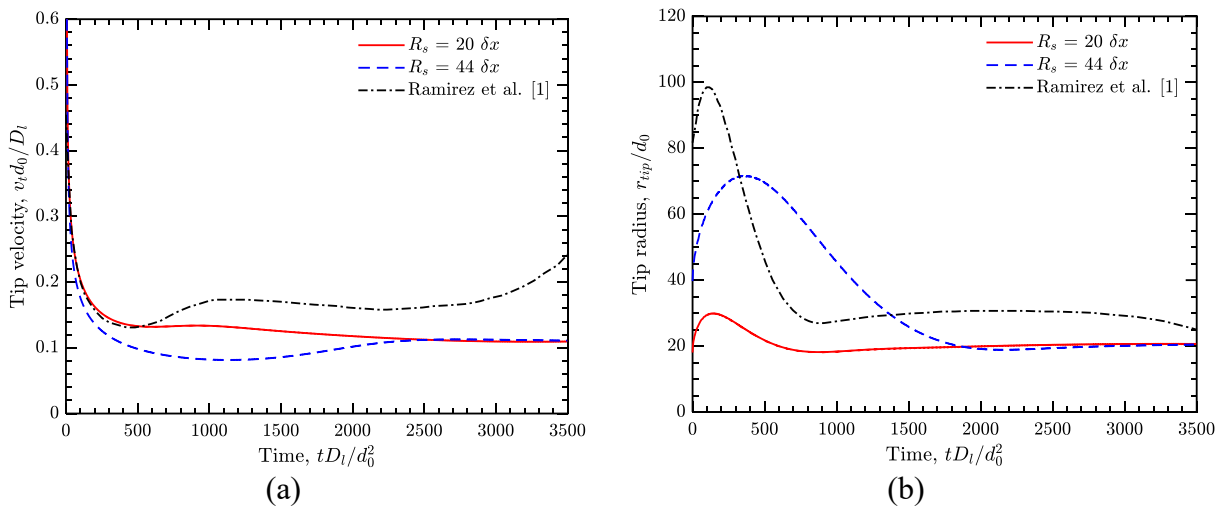 0.6
0.5
0.4
0.3
0.2
0.1
0
Tip velocity, v_t d_0/D_l
R_s = 20 δx
R_s = 44 δx
Ramirez et al. [1]
0 500 1000 1500 2000 2500 3000 3500
Time, tD_l/d_0^2
(a)
120
100
80
60
40
20
0
Tip radius, r_{tip}/d_0
R_s = 20 δx
R_s = 44 δx
Ramirez et al. [1]
0 500 1000 1500 2000 2500 3000 3500
Time, tD_l/d_0^2
(b)